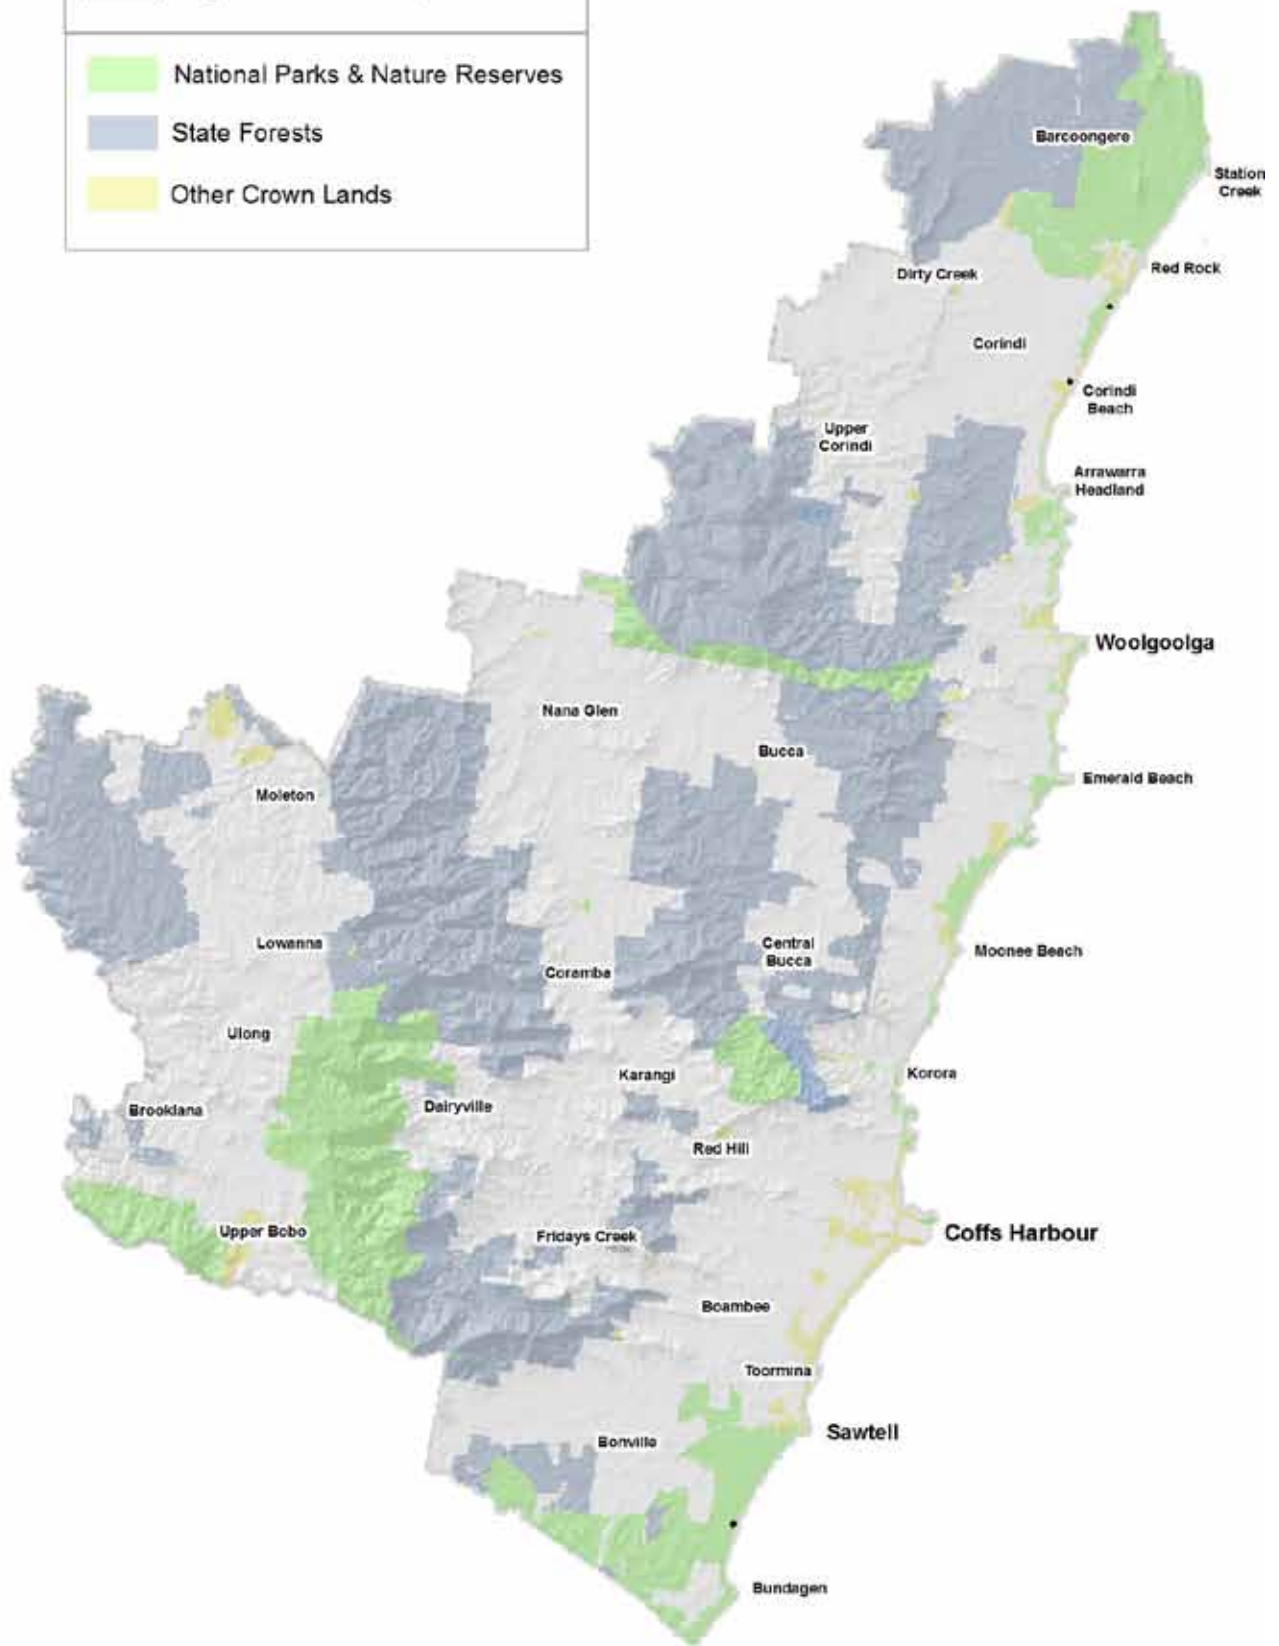 National Parks & Nature Reserves
State Forests
Other Crown Lands
Barcoongere
Station
Creek
Red Rock
Dirty Creek
Corindi
Corindi
Beach
Upper
Corindi
Arrawarra
Headland
Woolgoolga
Nana Glen
Bucca
Emerald Beach
Moleton
Lowanna
Central
Bucca
Moonee Beach
Coramba
Ulong
Karangi
Korora
Brooklana
Dairyville
Red Hill
Upper Bobo
Fridays Creek
Coffs Harbour
Boambee
Toormina
Sawtell
Bonville
Bundagen